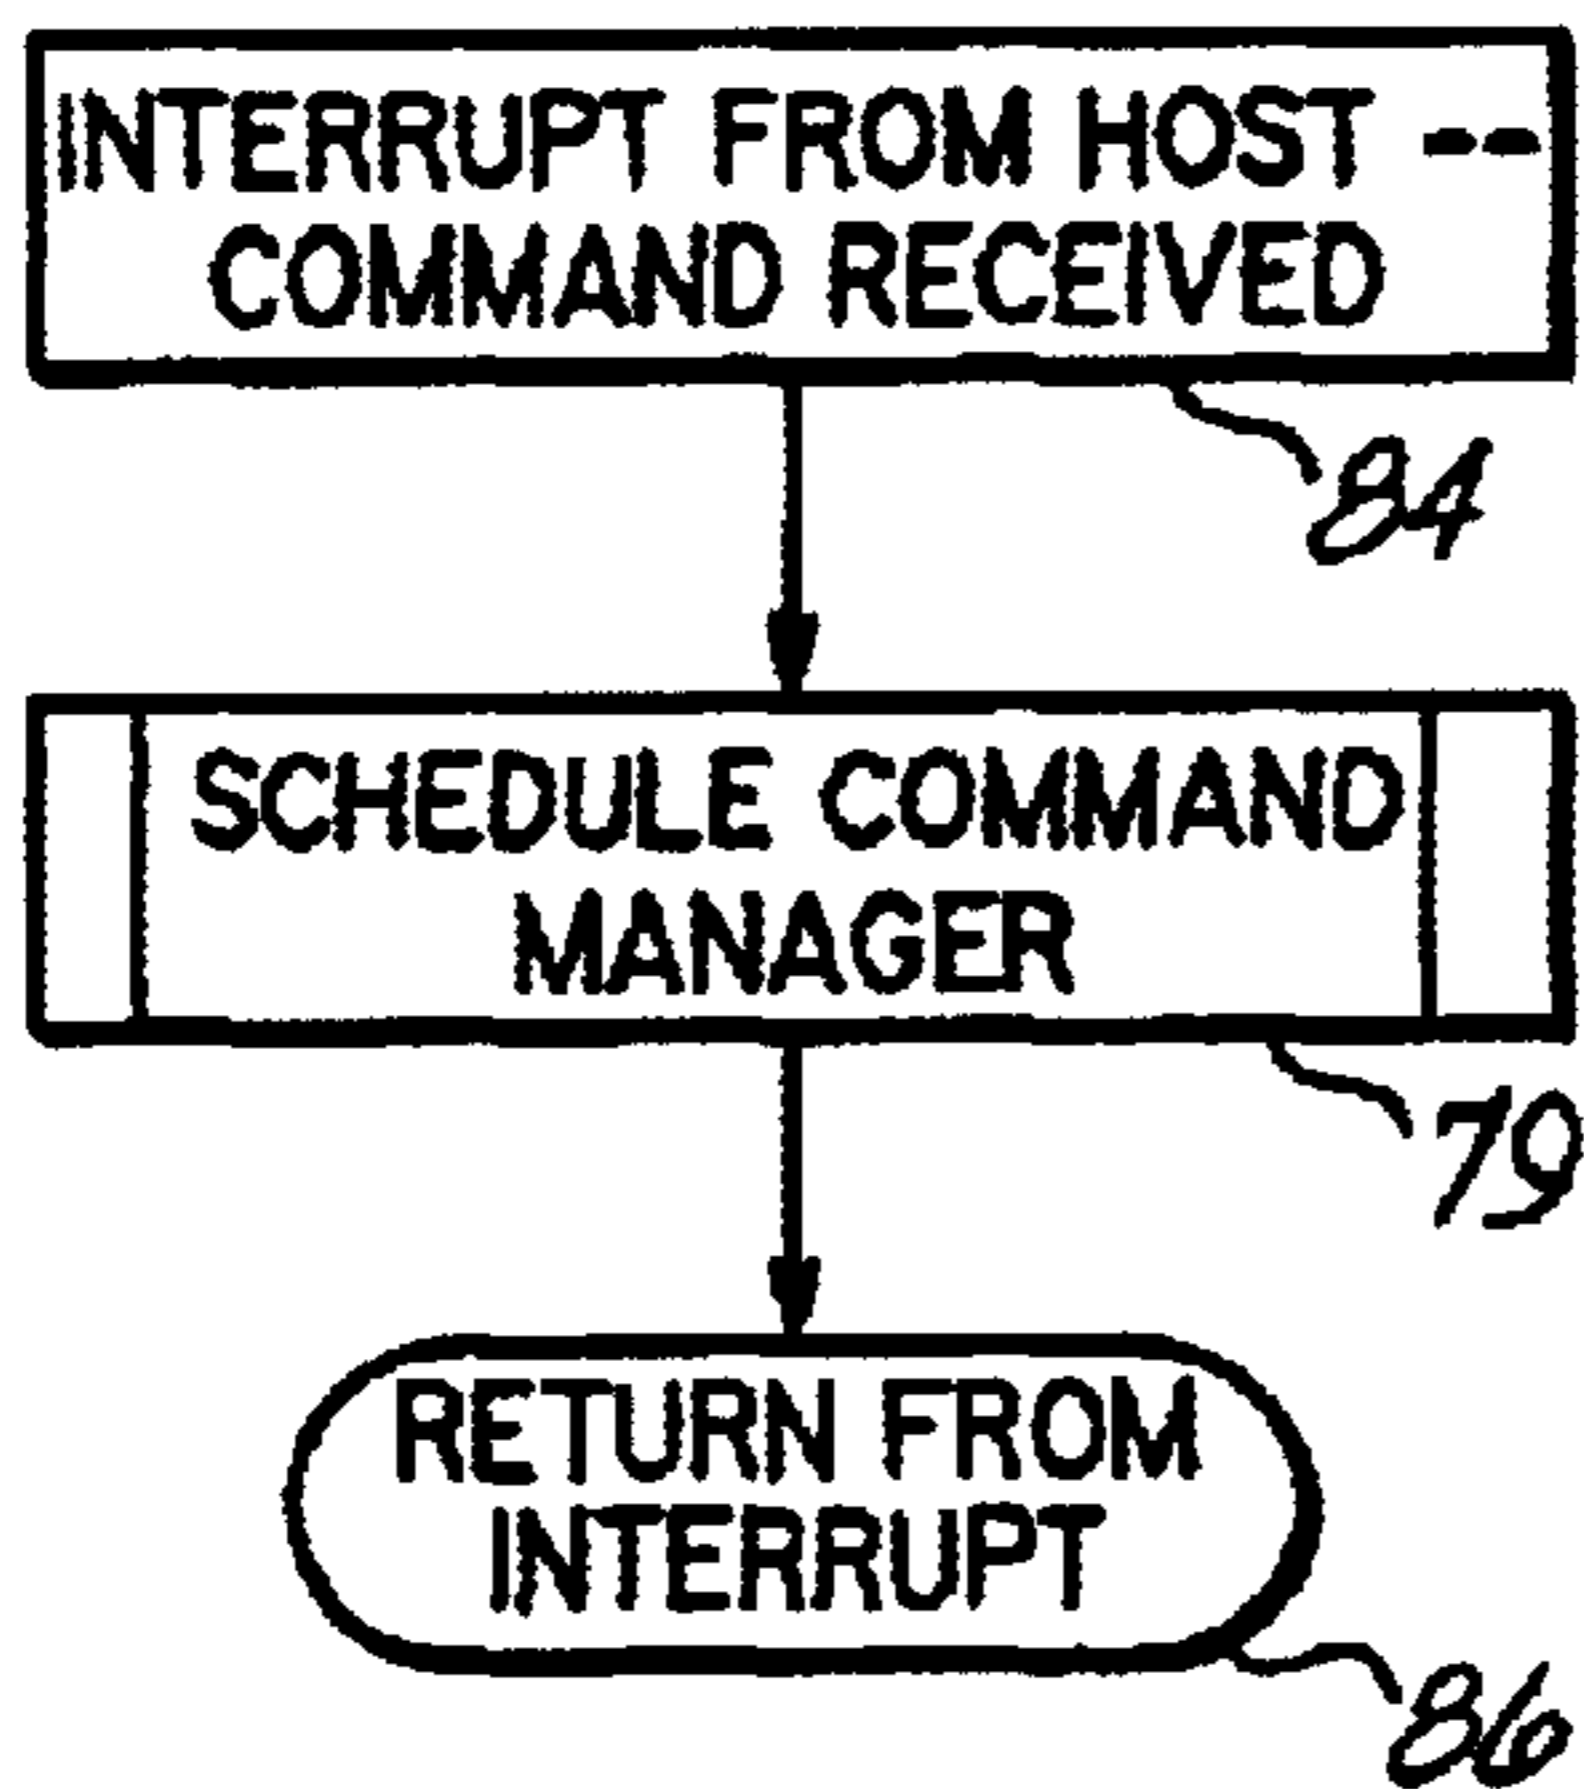 INTERRUPT FROM HOST --
COMMAND RECEIVED
84
SCHEDULE COMMAND
MANAGER
79
RETURN FROM
INTERRUPT
86